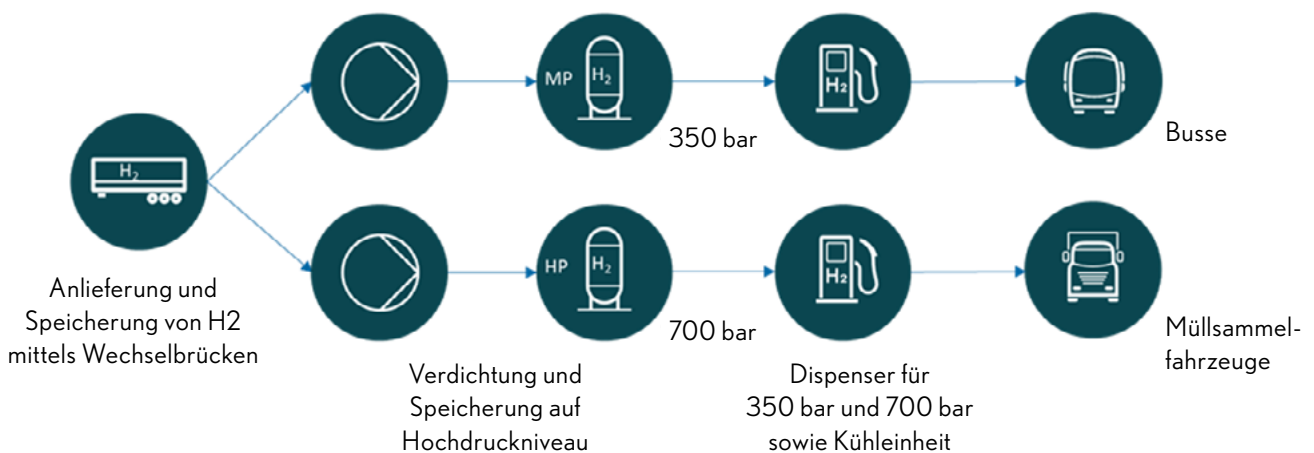 H2
Anlieferung und
Speicherung von H2
mittels Wechselbrücken
MP
H2
350 bar
H2
Busse
HP
H2
700 bar
H2
Müllsammel-
fahrzeuge
Verdichtung und
Speicherung auf
Hochdruckniveau
Dispenser für
350 bar und 700 bar
sowie Kühleinheit